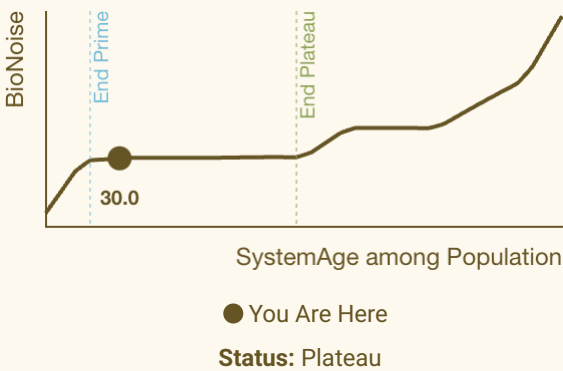 BioNoise
End Prime
End Plateau
30.0
SystemAge among Population
You Are Here
Status: Plateau